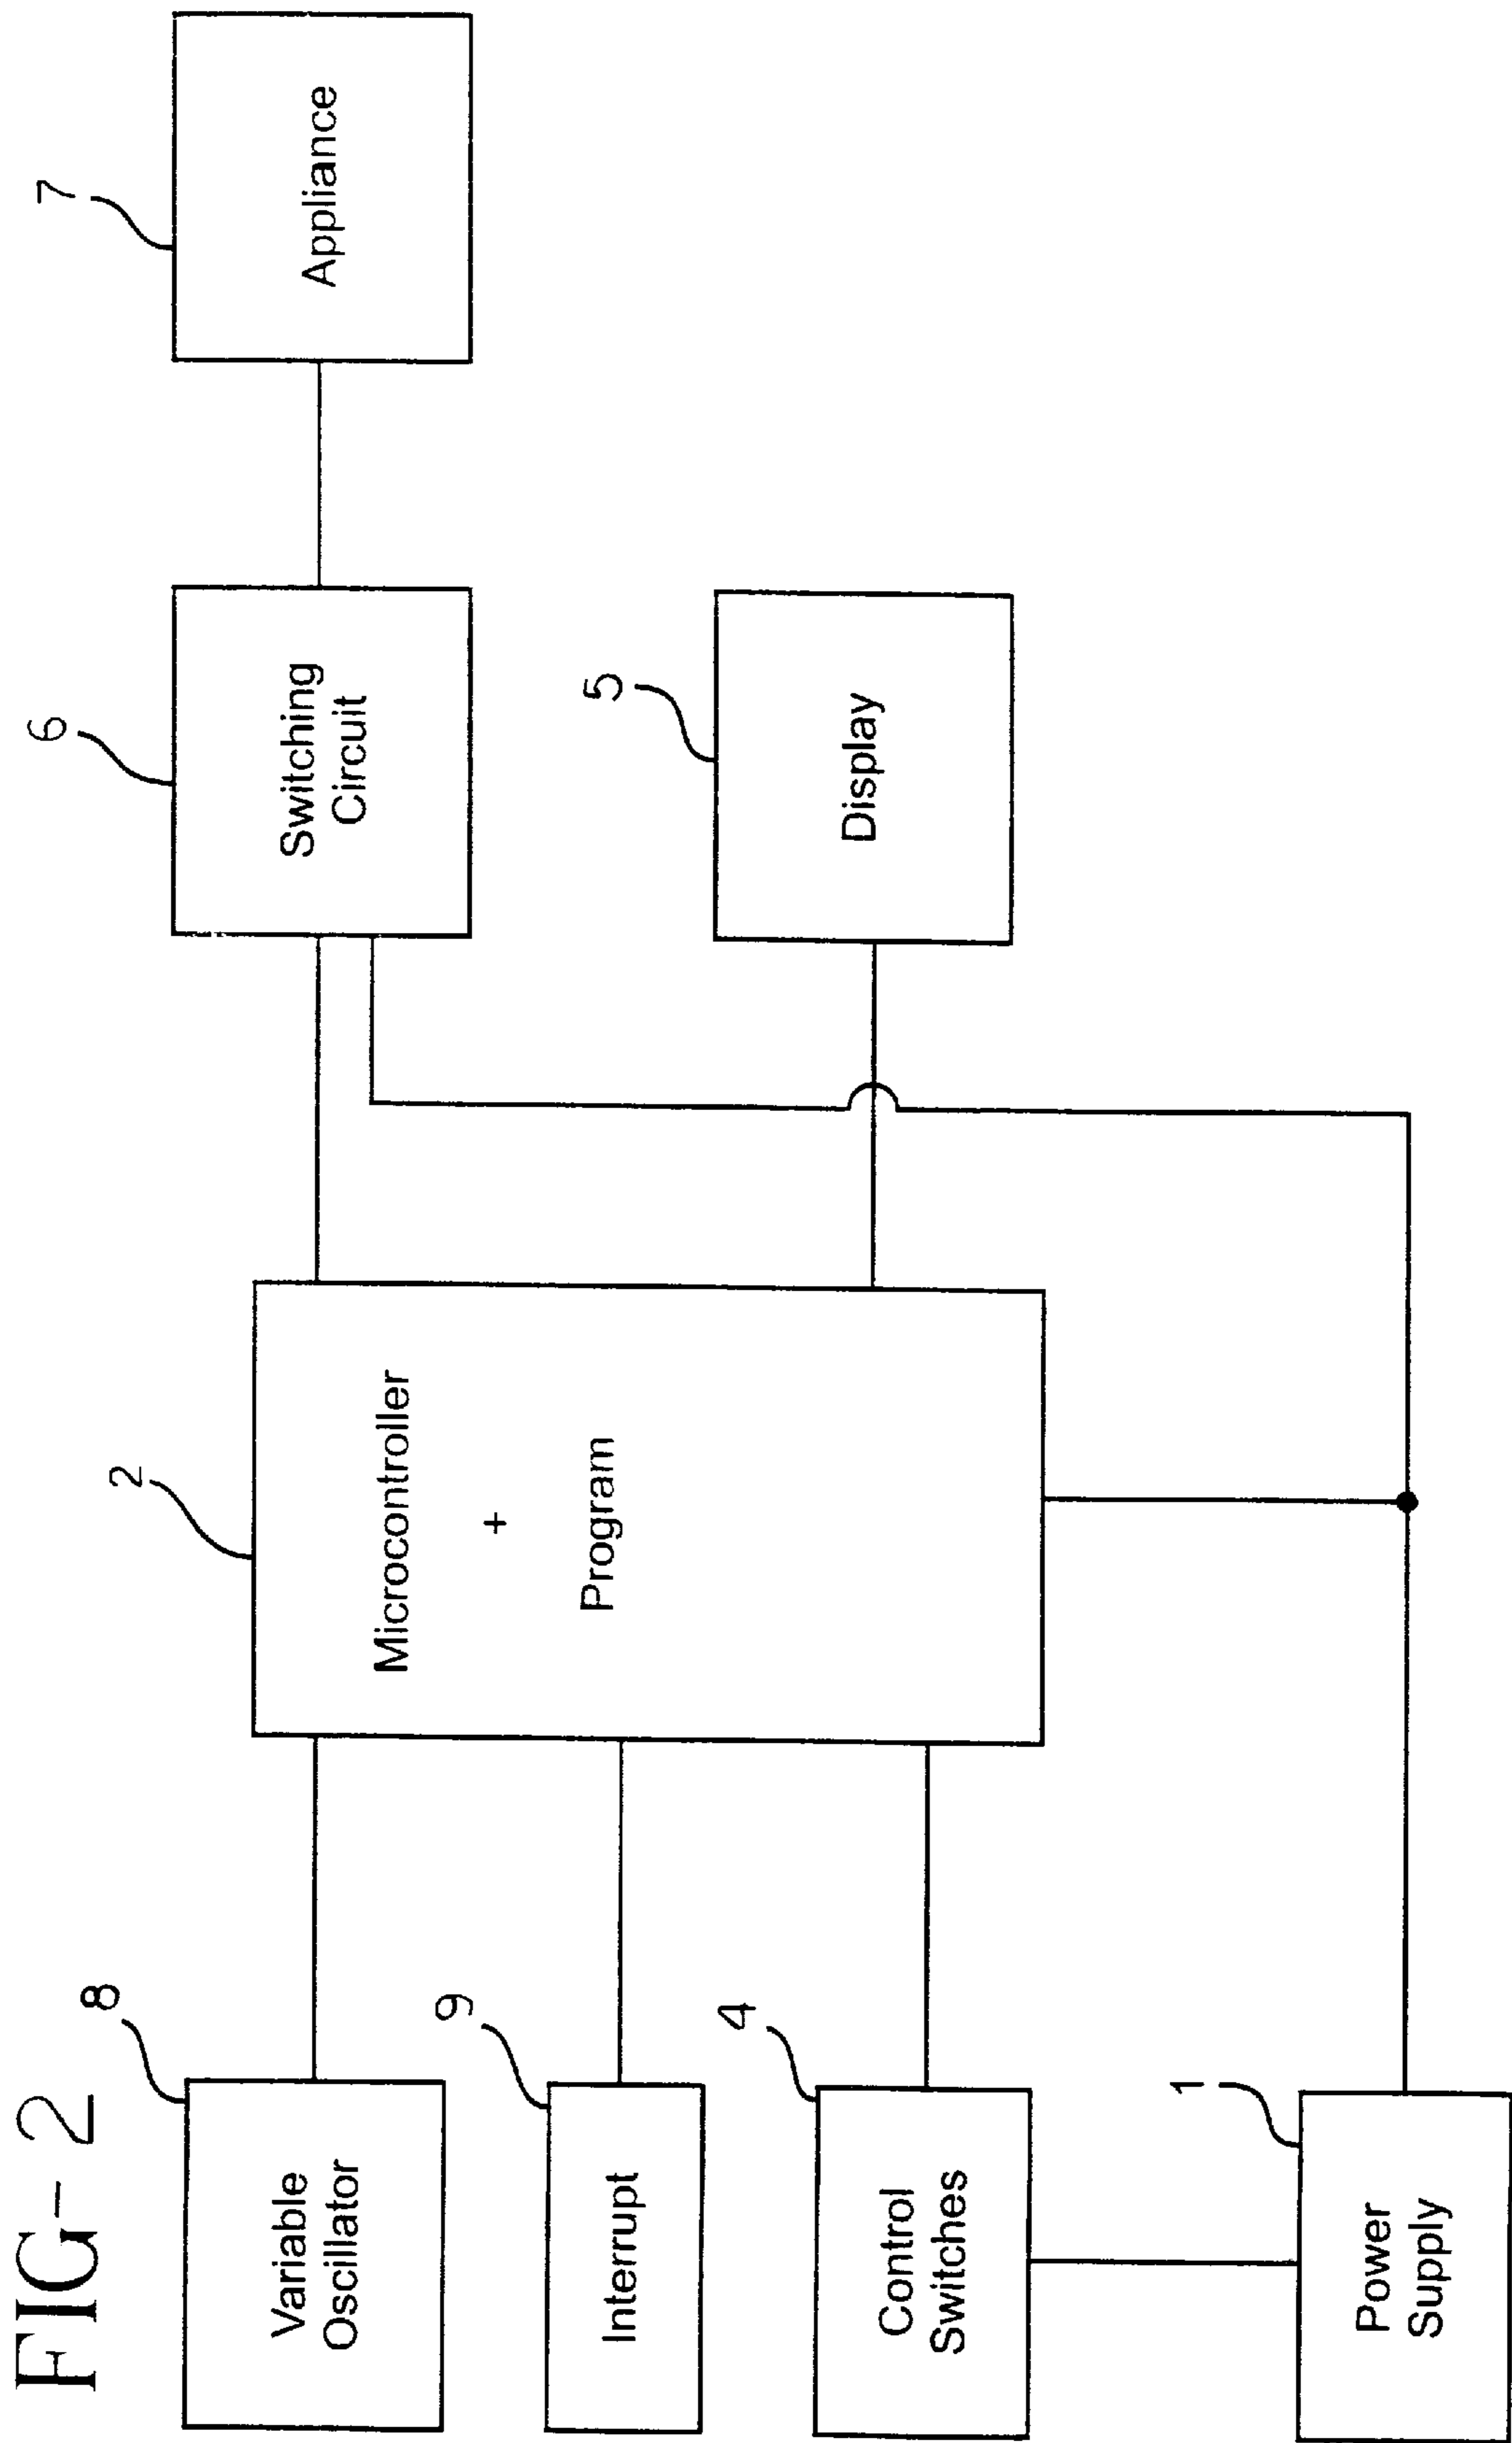 FIG-2
8
Variable
Oscillator
9
Interrupt
4
Control
Switches
1
Power
Supply
2
Microcontroller
+
Program
6
Switching
Circuit
5
Display
7
Appliance